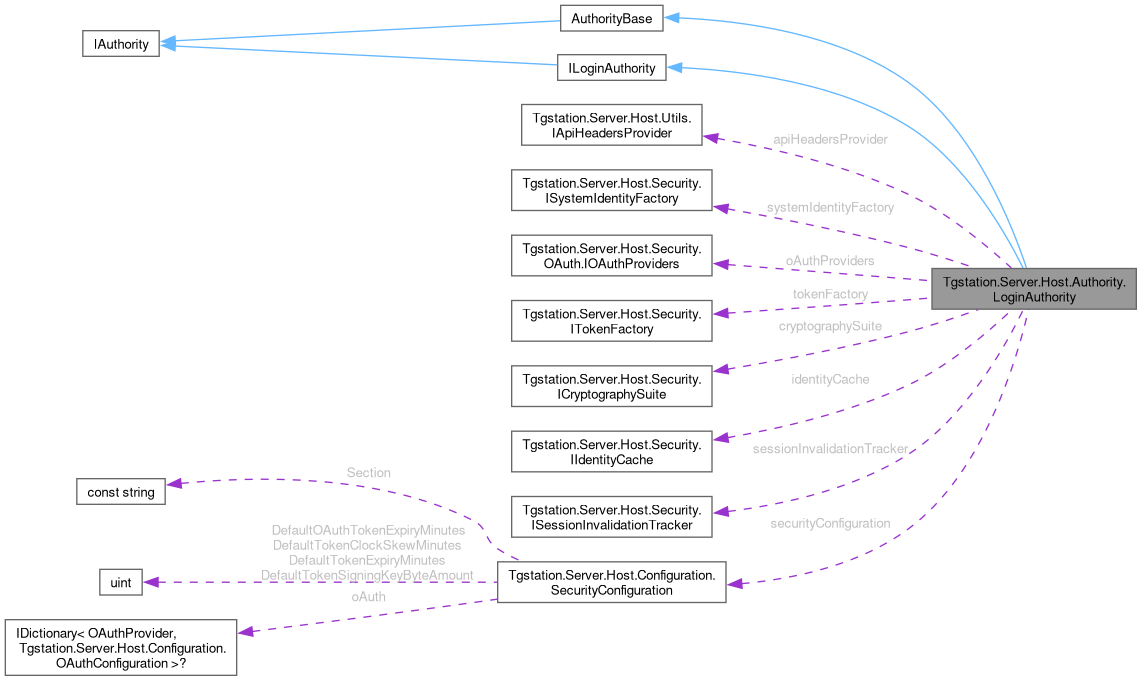 AuthorityBase
IAuthority
ILoginAuthority
Tgstation.Server.Host.Utils.
IApiHeadersProvider
apiHeadersProvider
Tgstation.Server.Host.Security.
ISystemIdentityFactory
systemIdentityFactory
Tgstation.Server.Host.Security.
OAuth.IOAuthProviders
oAuthProviders
Tgstation.Server.Host.Authority.
LoginAuthority
Tgstation.Server.Host.Security.
ITokenFactory
tokenFactory
cryptographySuite
Tgstation.Server.Host.Security.
ICryptographySuite
identityCache
Tgstation.Server.Host.Security.
IIdentityCache
sessionInvalidationTracker
Section
const string
Tgstation.Server.Host.Security.
ISessionInvalidationTracker
securityConfiguration
DefaultOAuthTokenExpiryMinutes
DefaultTokenClockSkewMinutes
DefaultTokenExpiryMinutes
DefaultTokenSigningKeyByteAmount
uint
Tgstation.Server.Host.Configuration.
SecurityConfiguration
oAuth
IDictionary< OAuthProvider,
Tgstation.Server.Host.Configuration.
OAuthConfiguration >?